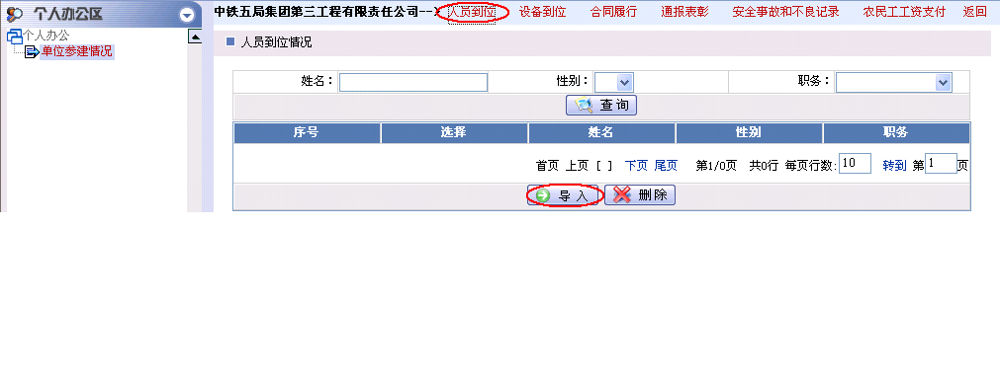 个人办公区
个人办公
单位参建情况
中铁五局集团第三工程有限责任公司--> 人员到位 设备到位 合同履行 通报表彰 安全事故和不良记录 农民工工资支付 返回
人员到位情况
姓名： 性别： 职务：
查询
序号 选择 姓名 性别 职务
首页 上页 [ ] 下页 尾页 第1/0页 共0行 每页行数:10 转到 第1页
导入 删除